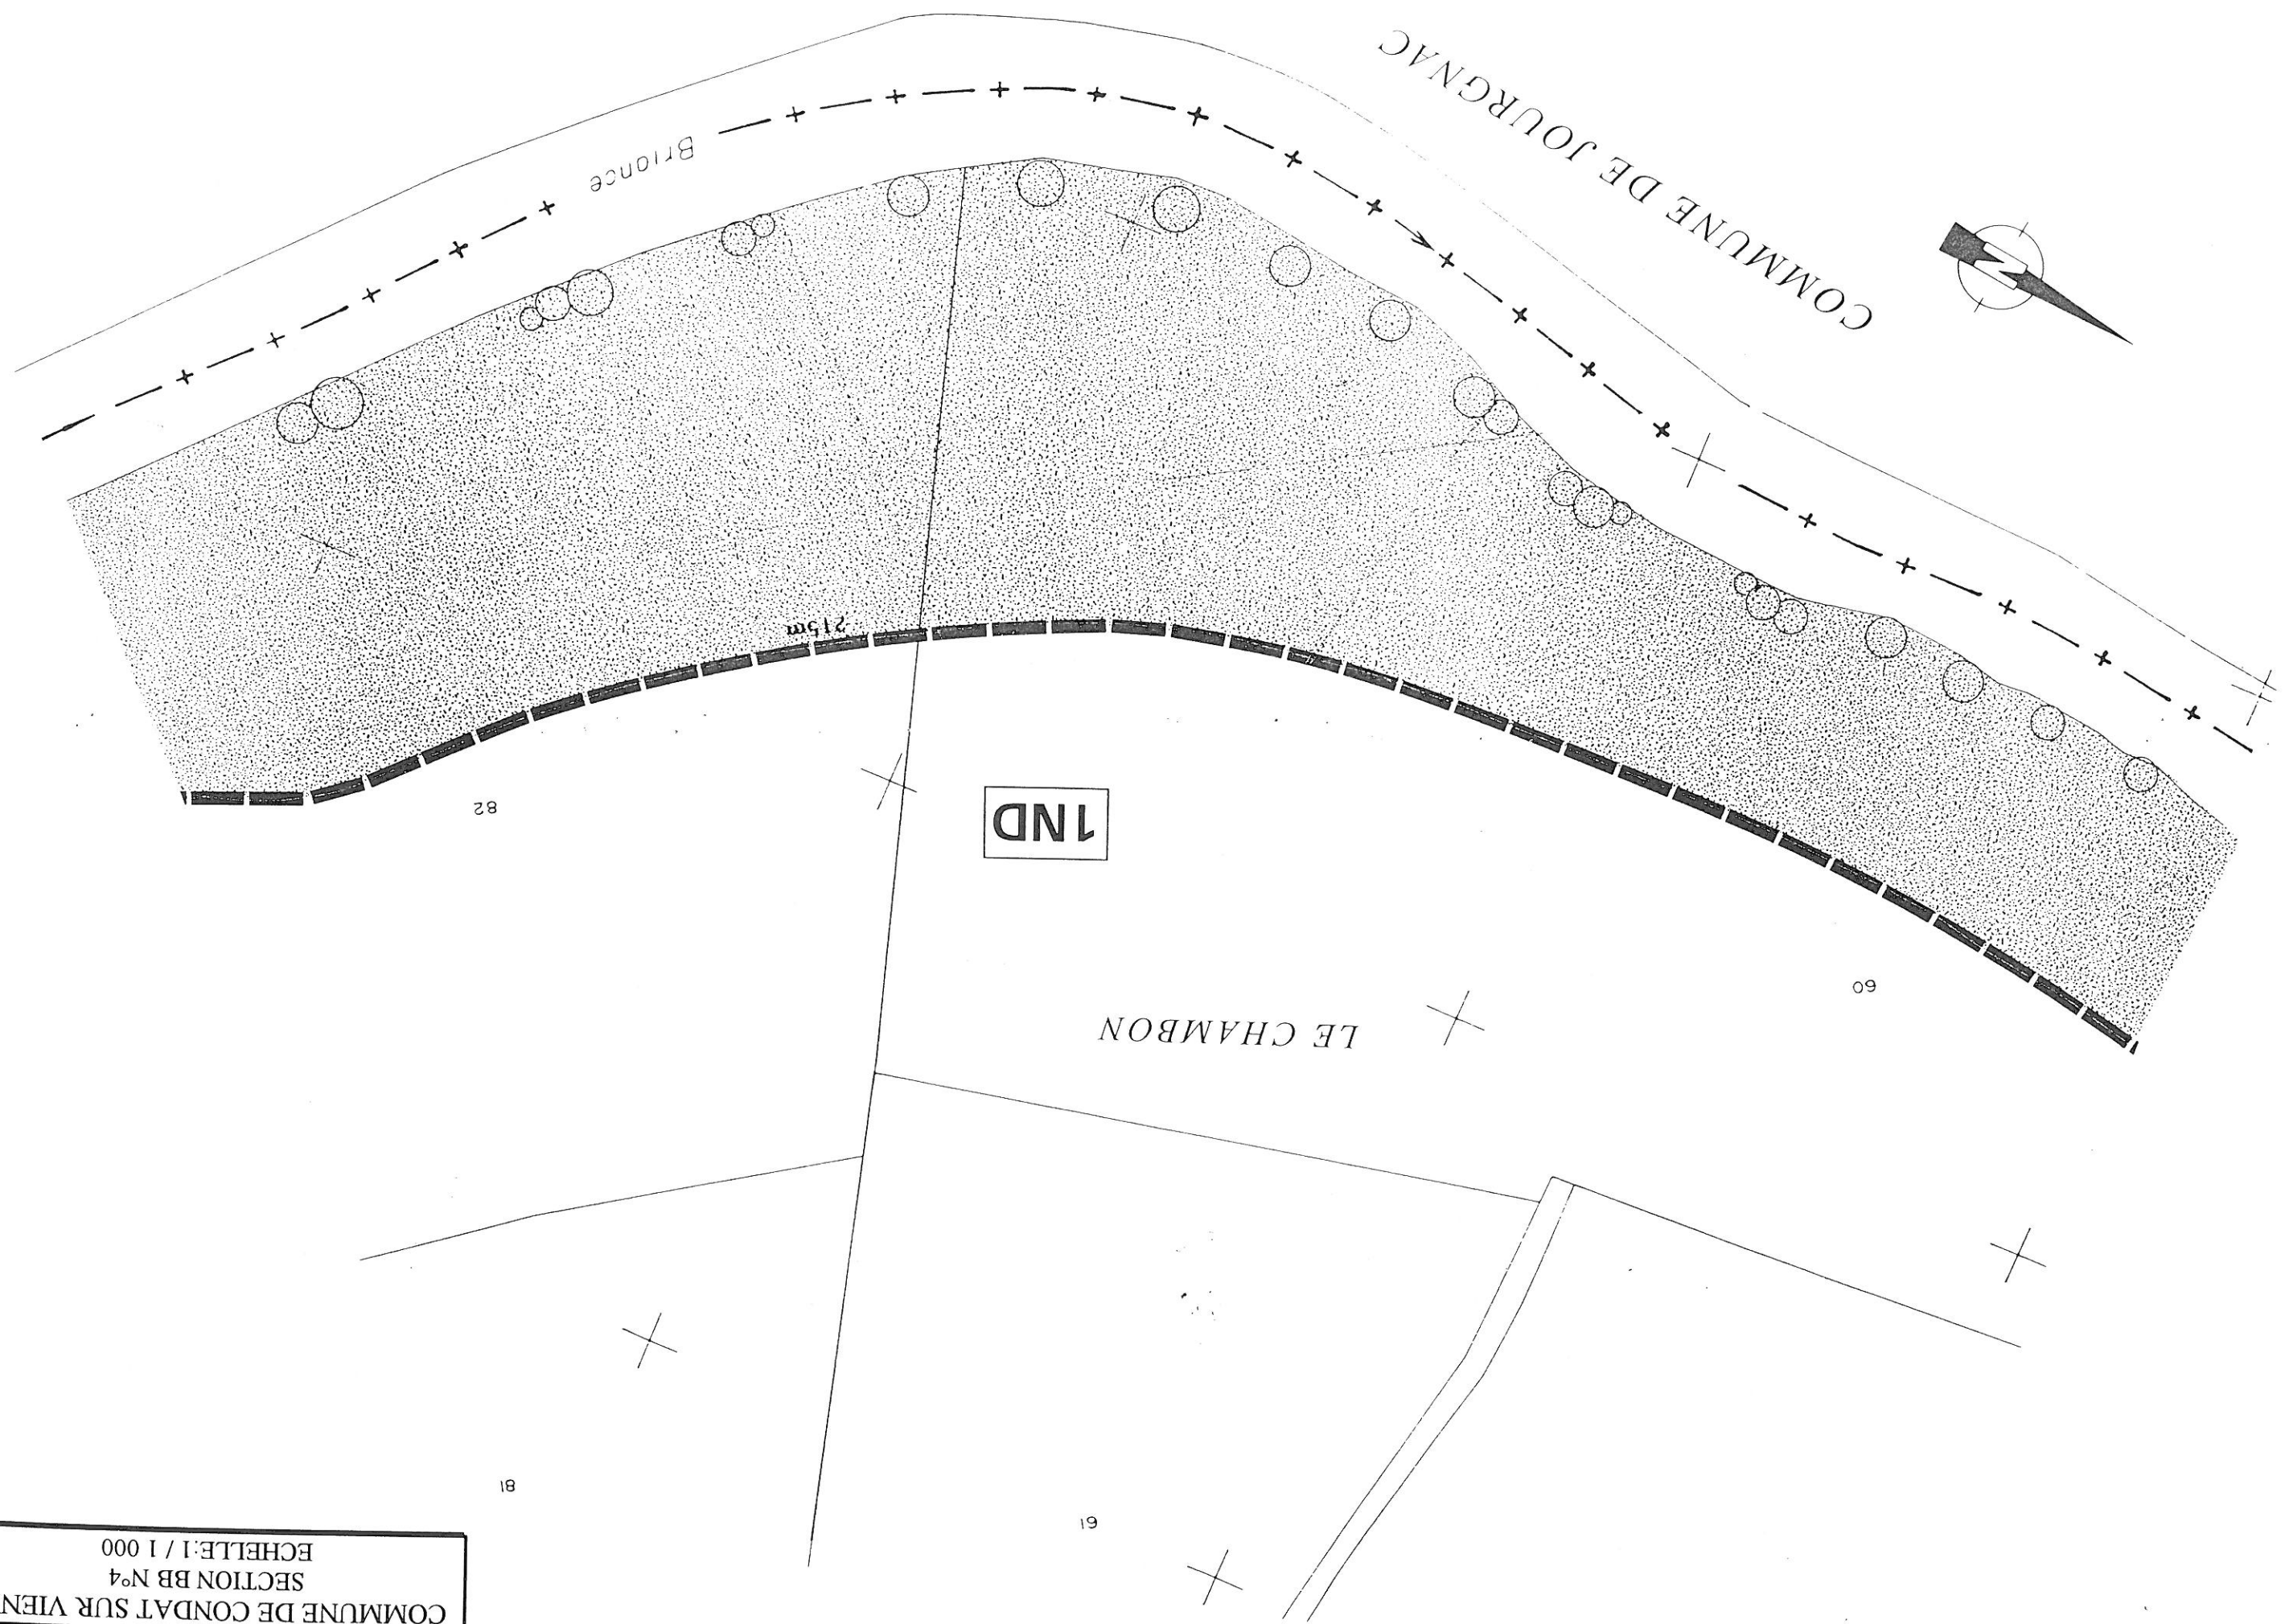 COMMUNE DE CONDAT SUR VIEN
SECTION BB N°4
ECHELLE:1 / 1 000
61
81
LE CHAMBON
60
1ND
82
215m
N
COMMUNE DE JOURGNAC
Briance